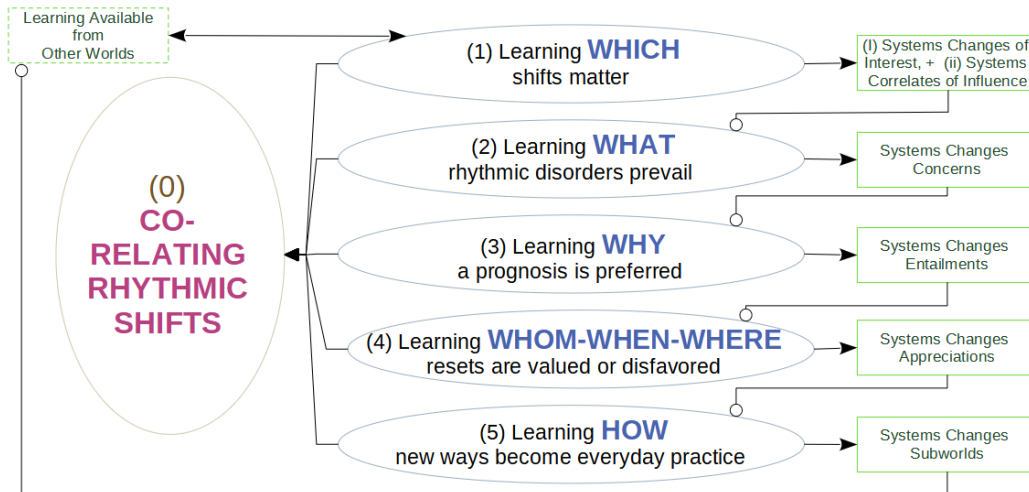 Learning Available
from
Other Worlds
(0)
CO-
RELATING
RHYTHMIC
SHIFTS
(1) Learning WHICH
shifts matter
(I) Systems Changes of
Interest, + (ii) Systems
Correlates of Influence
(2) Learning WHAT
rhythmic disorders prevail
Systems Changes
Concerns
(3) Learning WHY
a prognosis is preferred
Systems Changes
Entailments
(4) Learning WHOM-WHEN-WHERE
resets are valued or disfavored
Systems Changes
Appreciations
(5) Learning HOW
new ways become everyday practice
Systems Changes
Subworlds